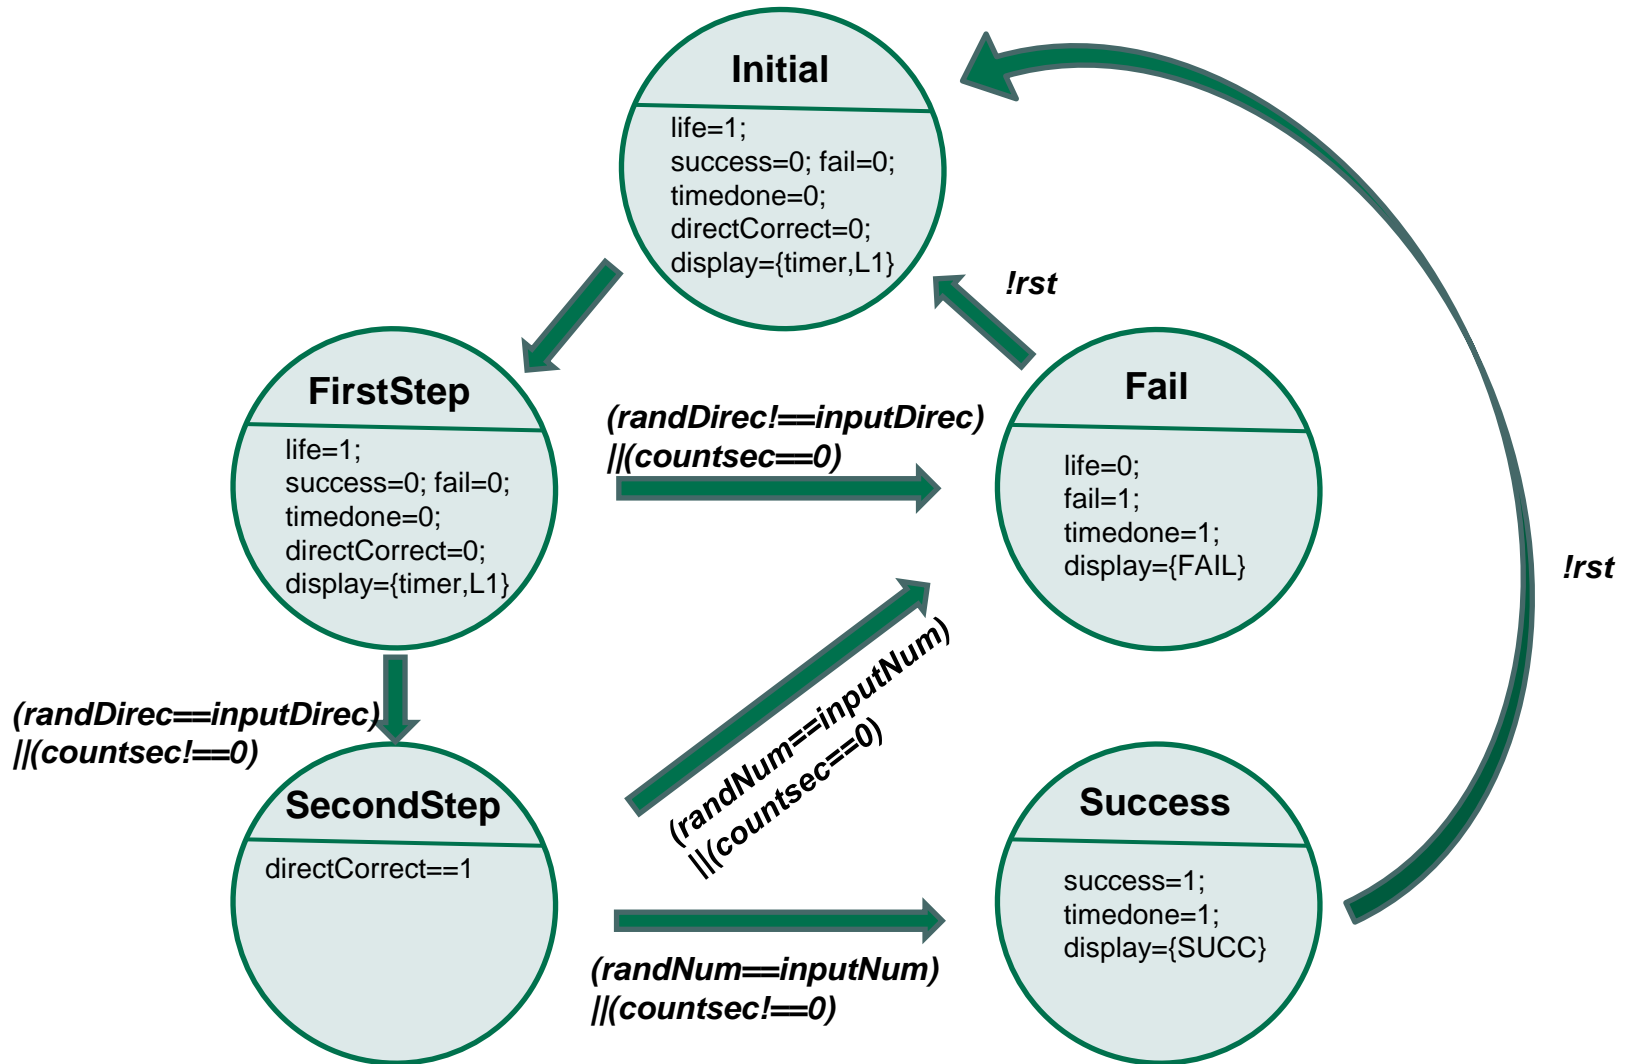 Initial
life=1;
success=0; fail=0;
timedone=0;
directCorrect=0;
display={timer,L1}
!rst
FirstStep
life=1;
success=0; fail=0;
timedone=0;
directCorrect=0;
display={timer,L1}
(randDirec!==inputDirec)
||(countsec==0)
Fail
life=0;
fail=1;
timedone=1;
display={FAIL}
!rst
(randDirec==inputDirec)
||(countsec!==0)
(randNum==inputNum)
||(countsec==0)
SecondStep
directCorrect==1
Success
success=1;
timedone=1;
display={SUCC}
(randNum==inputNum)
||(countsec!==0)